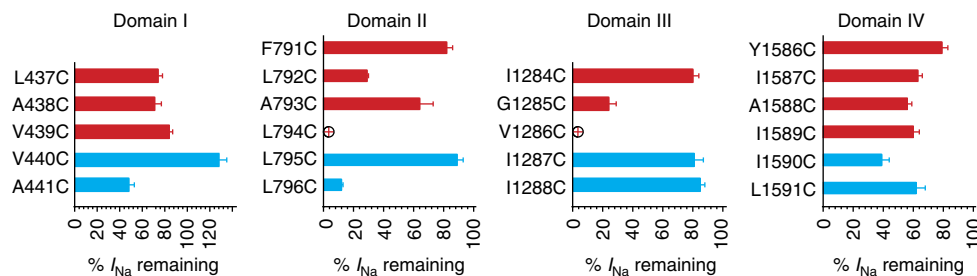 Domain I
L437C
A438C
V439C
V440C
A441C
0 20 40 60 80 100 120
% INa remaining
Domain II
F791C
L792C
A793C
L794C
L795C
L796C
0 20 40 60 80 100
% INa remaining
Domain III
I1284C
G1285C
V1286C
I1287C
I1288C
0 20 40 60 80 100
% INa remaining
Domain IV
Y1586C
I1587C
A1588C
I1589C
I1590C
L1591C
0 20 40 60 80 100
% INa remaining